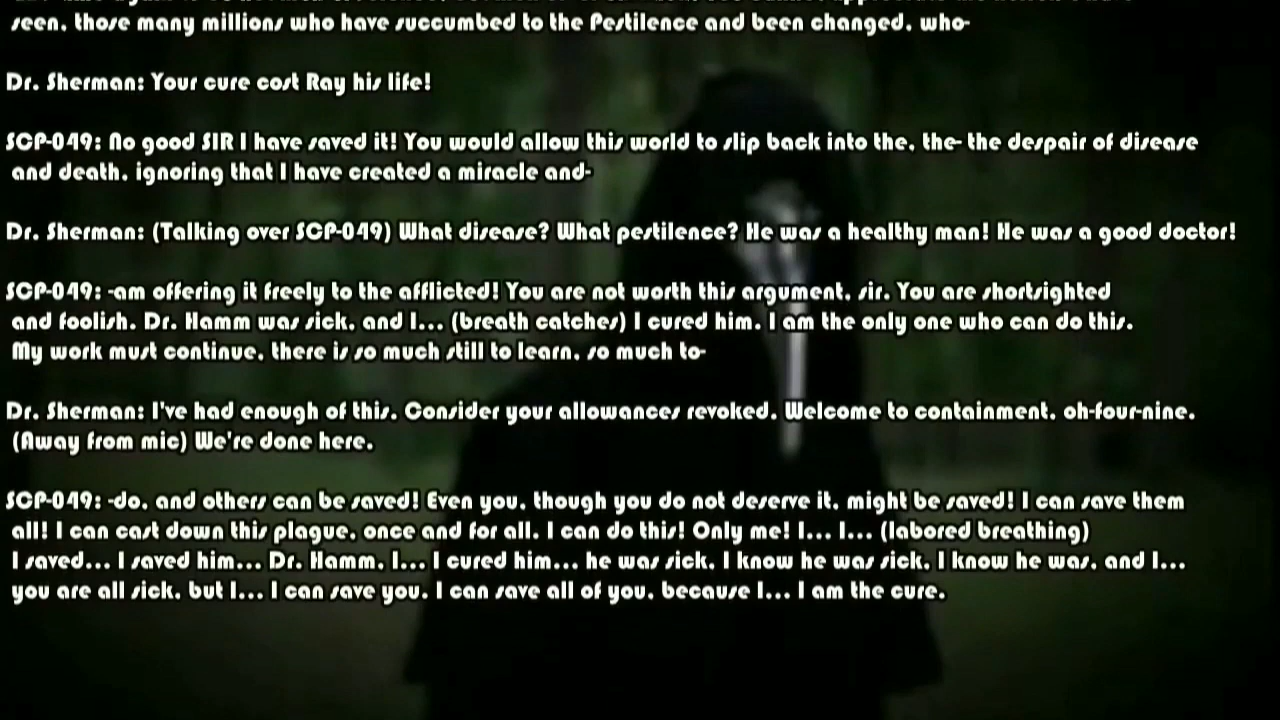 seen, those many millions who have succumbed to the Pestilence and been changed, who-
Dr. Sherman: Your cure cost Ray his life!
SCP-049: No good SIR I have saved it! You would allow this world to slip back into the, the- the despair of disease
and death, ignoring that I have created a miracle and-
Dr. Sherman: (Talking over SCP-049) What disease? What pestilence? He was a healthy man! He was a good doctor!
SCP-049: -am offering it freely to the afflicted! You are not worth this argument, sir. You are shortsighted
and foolish. Dr. Hamm was sick, and I... (breath catches) I cured him. I am the only one who can do this.
My work must continue, there is so much still to learn, so much to-
Dr. Sherman: I've had enough of this. Consider your allowances revoked. Welcome to containment, oh-four-nine.
(Away from mic) We're done here.
SCP-049: -do, and others can be saved! Even you, though you do not deserve it, might be saved! I can save them
all! I can cast down this plague, once and for all. I can do this! Only me! I... I... (labored breathing)
I saved... I saved him... Dr. Hamm, I... I cured him... he was sick, I know he was sick, I know he was, and I...
you are all sick, but I... I can save you. I can save all of you, because I... I am the cure.